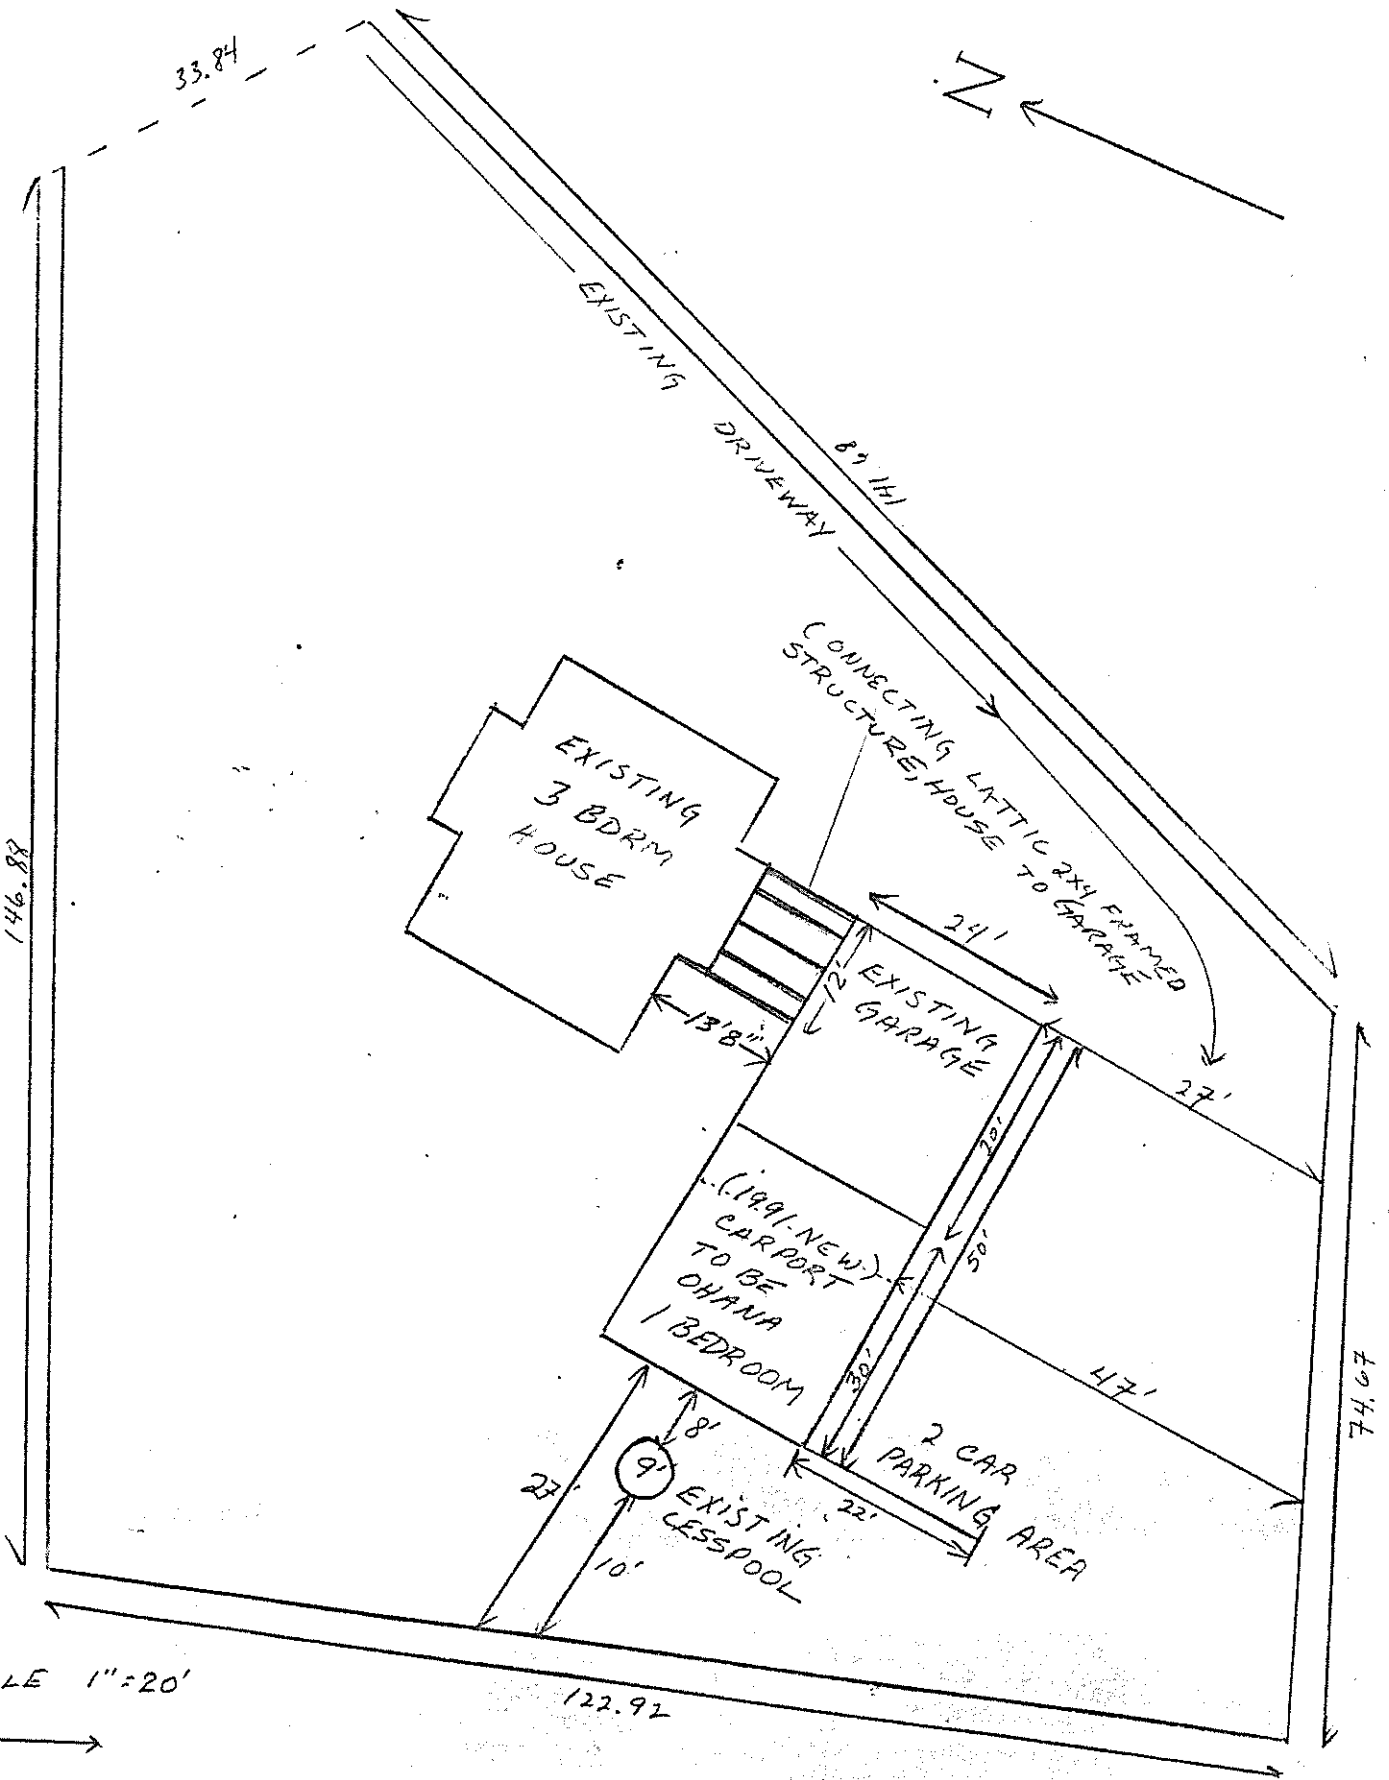 33.84
N
EXISTING DRIVEWAY
141.68
CONNECTING LATTIC 2X4 FRAMED
STRUCTURE, HOUSE TO GARAGE
EXISTING
3 BDRM
HOUSE
146.88
24'
12'
EXISTING
GARAGE
13'8"
27'
20'
50'
(1991-NEW)
CARPORT
TO BE
OHANA
1 BEDROOM
30'
47'
74.67
8'
9'
27'
10'
EXISTING
CESSPOOL
22'
2 CAR
PARKING AREA
LE 1"=20'
122.92